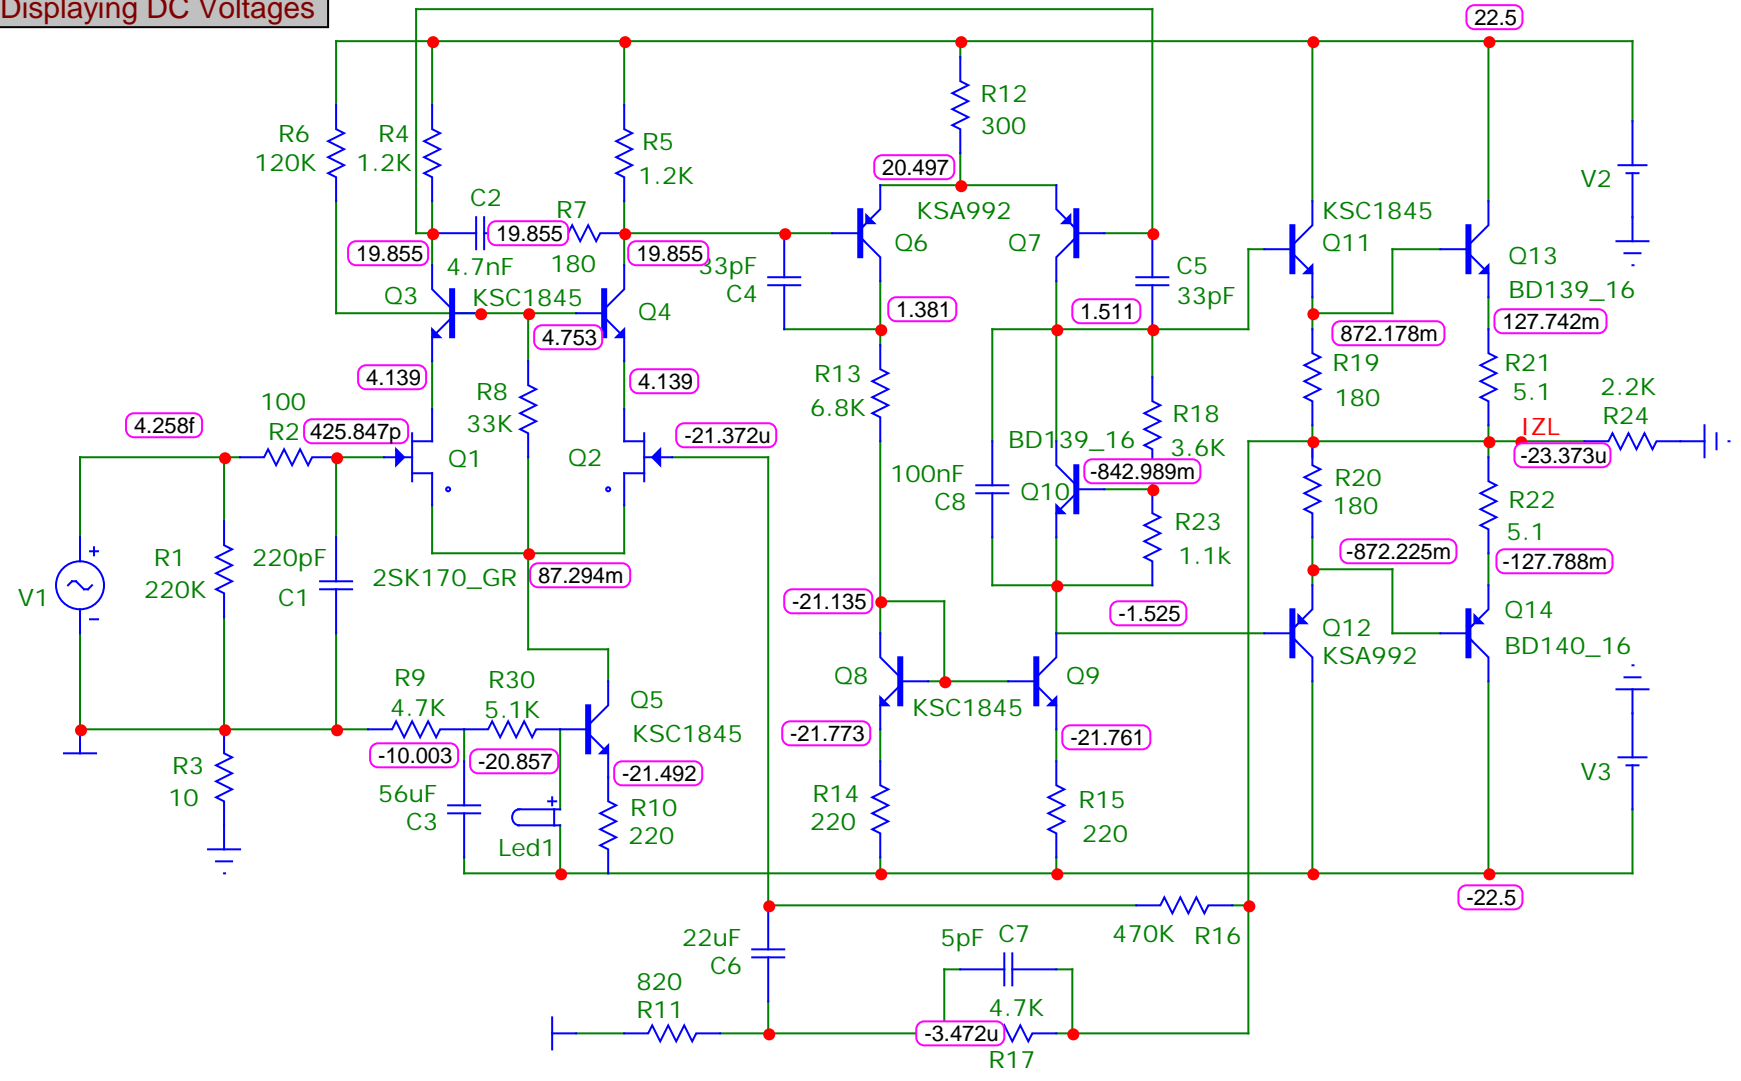 Displaying DC Voltages
22.5
R6
120K
R4
1.2K
R5
1.2K
R12
300
V2
20.497
KSA992
Q6
Q7
KSC1845
Q11
C2
19.855
4.7nF
R7
180
19.855
19.855
33pF
C4
C5
33pF
Q13
BD139_16
Q3
KSC1845
Q4
4.753
1.381
1.511
872.178m
127.742m
4.139
4.139
R8
33K
R13
6.8K
R19
180
R21
5.1
2.2K
R24
4.258f
100
R2
425.847p
Q1
Q2
-21.372u
BD139_16
R18
3.6K
-842.989m
IZL
-23.373u
100nF
C8
Q10
R20
180
R22
5.1
R23
1.1k
V1
R1
220K
220pF
C1
2SK170_GR
87.294m
-872.225m
-127.788m
-21.135
-1.525
Q12
KSA992
Q14
BD140_16
R9
4.7K
-10.003
R30
5.1K
-20.857
Q5
KSC1845
-21.492
Q8
KSC1845
Q9
-21.773
-21.761
R3
10
56uF
C3
Led1
R10
220
R14
220
R15
220
V3
-22.5
22uF
C6
470K
R16
5pF
C7
820
R11
-3.472u
4.7K
R17